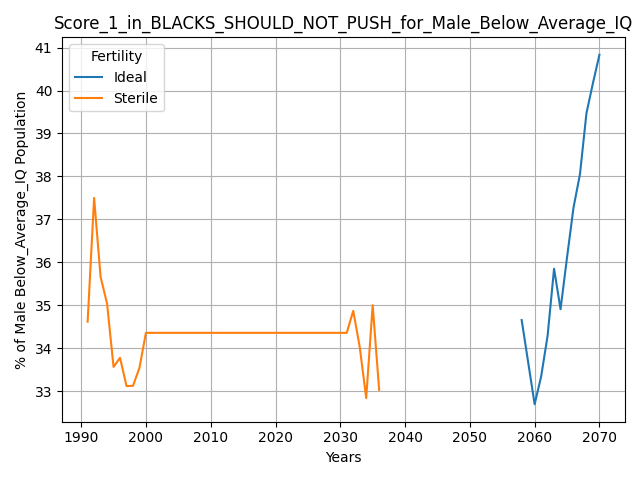 Score_1_in_BLACKS_SHOULD_NOT_PUSH_for_Male_Below_Average_IQ
Fertility
Ideal
Sterile
% of Male Below_Average_IQ Population
41
40
39
38
37
36
35
34
33
1990 2000 2010 2020 2030 2040 2050 2060 2070
Years